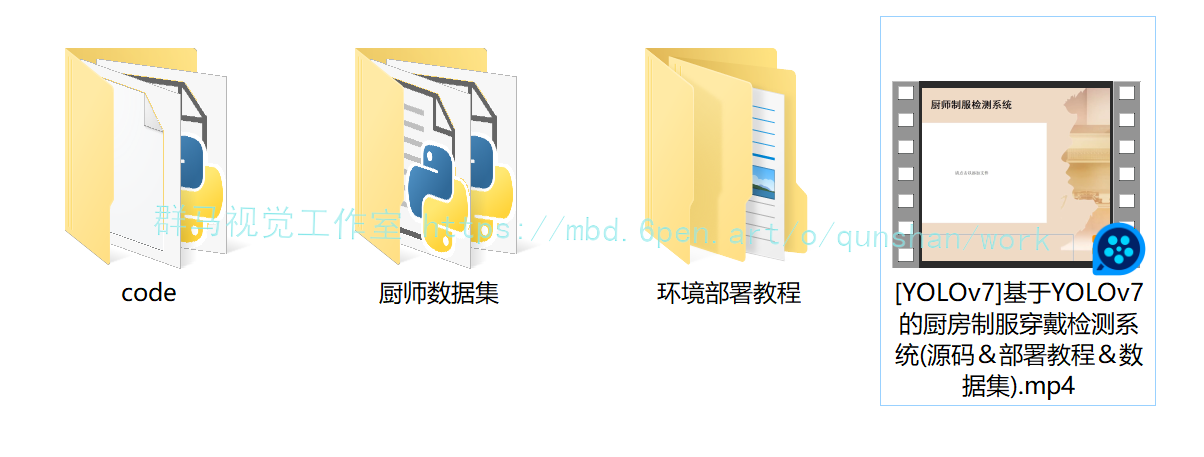 厨师制服检测系统
群马视觉工作室 https://mbd.6pen.art/o/qunshan/work
code
厨师数据集
环境部署教程
[YOLOv7]基于YOLOv7
的厨房制服穿戴检测系
统(源码＆部署教程＆数
据集).mp4